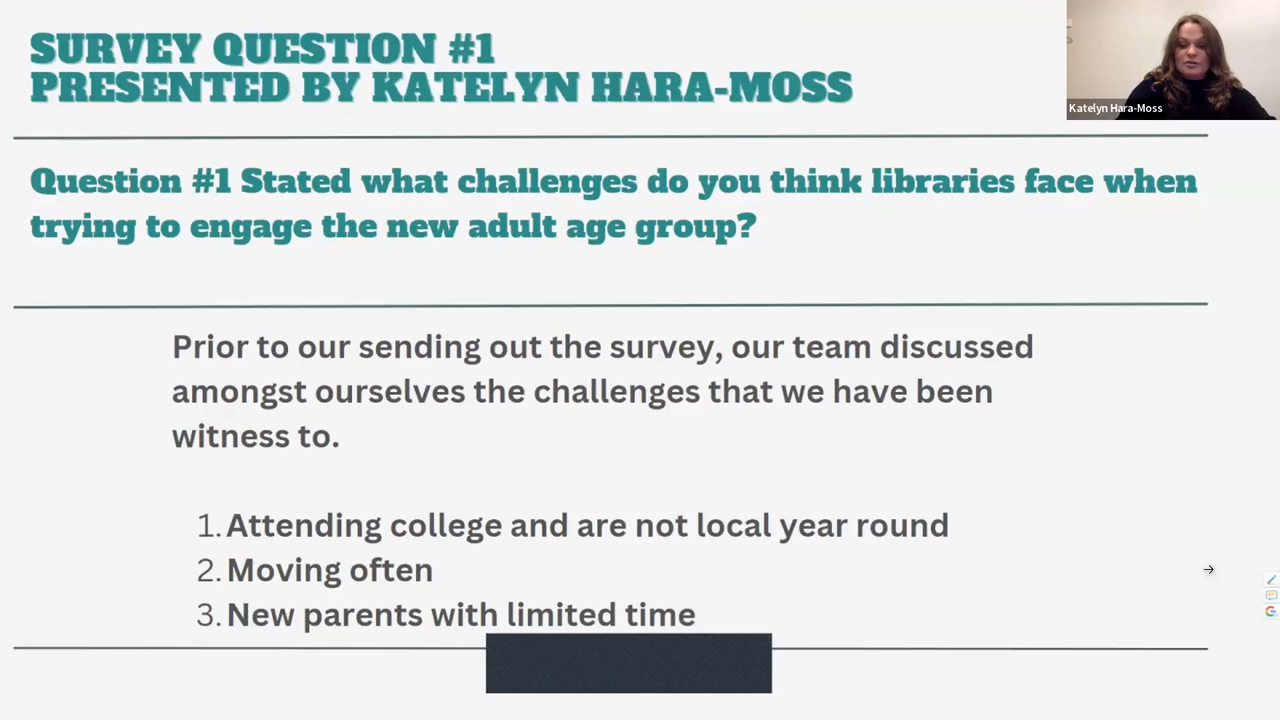 SURVEY QUESTION #1
PRESENTED BY KATELYN HARA-MOSS
Katelyn Hara-Moss
Question #1 Stated what challenges do you think libraries face when
trying to engage the new adult age group?
Prior to our sending out the survey, our team discussed
amongst ourselves the challenges that we have been
witness to.
1. Attending college and are not local year round
2. Moving often
3. New parents with limited time